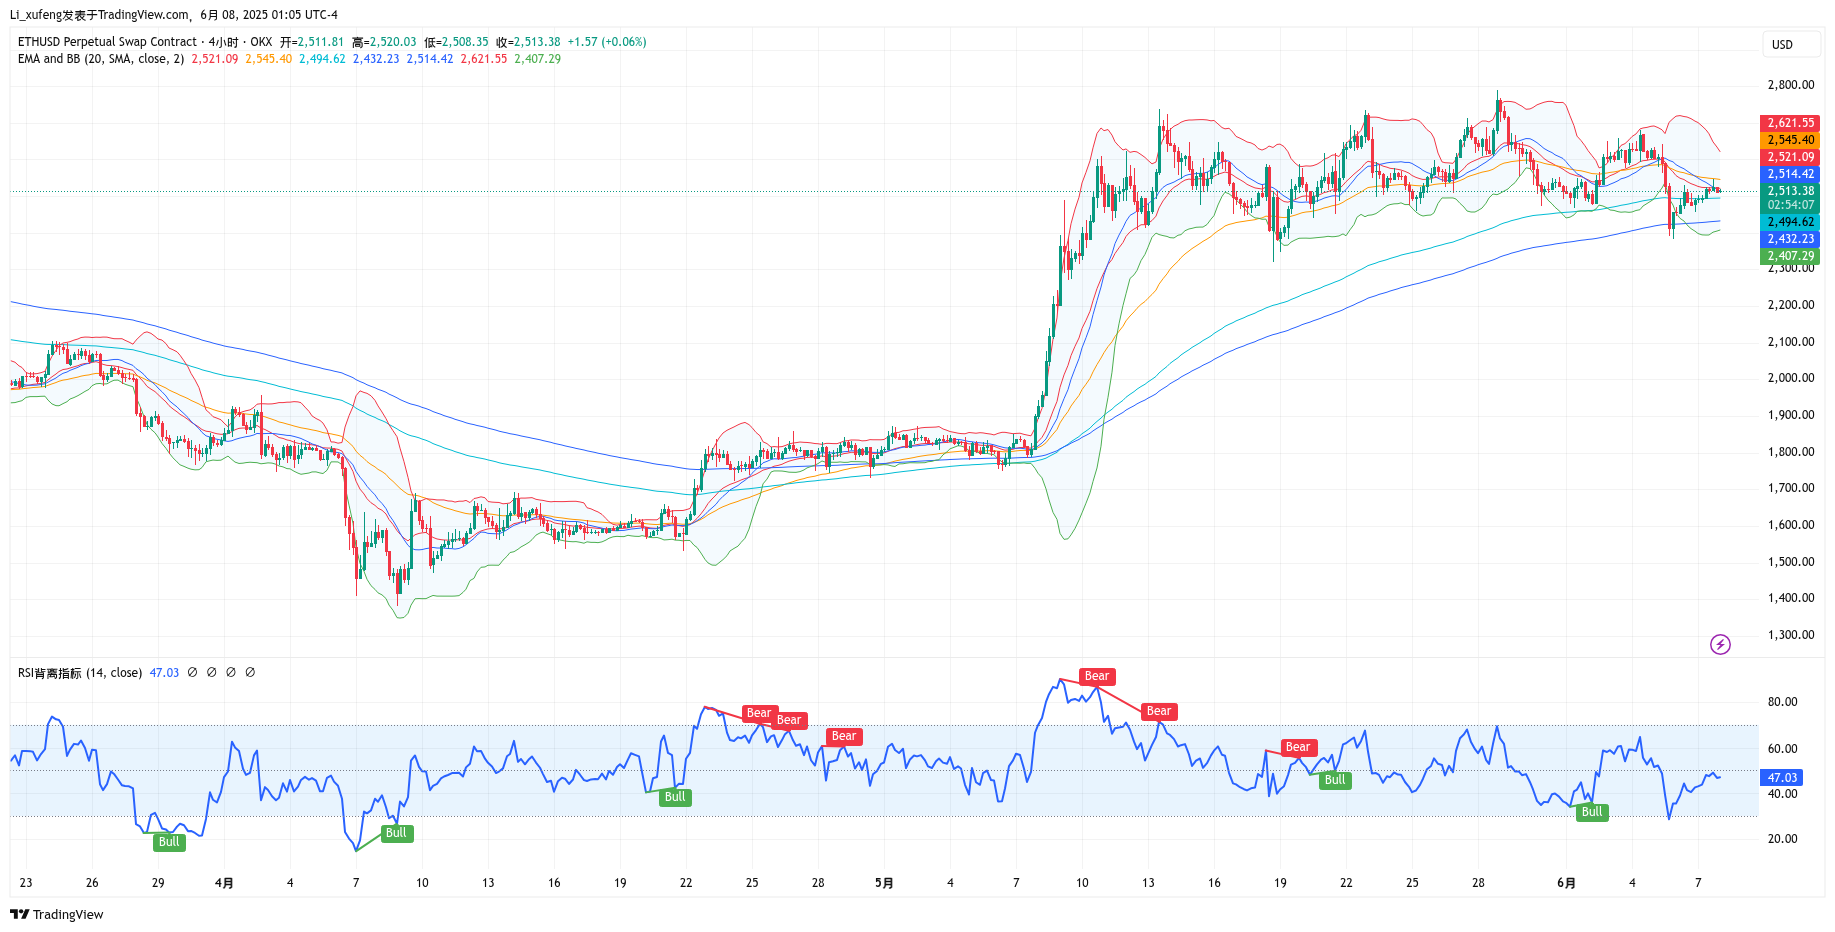 Li_xufeng发表于TradingView.com, 6月 08, 2025 01:05 UTC-4
ETHUSD Perpetual Swap Contract · 4小时 · OKX 开=2,511.81 高=2,520.03 低=2,508.35 收=2,513.38 +1.57 (+0.06%)
EMA and BB (20, SMA, close, 2) 2,521.09 2,545.40 2,494.62 2,432.23 2,514.42 2,621.55 2,407.29
USD
2,800.00
2,621.55
2,545.40
2,521.09
2,514.42
2,513.38
02:54:07
2,494.62
2,432.23
2,407.29
2,300.00
2,200.00
2,100.00
2,000.00
1,900.00
1,800.00
1,700.00
1,600.00
1,500.00
1,400.00
1,300.00
RSI背离指标 (14, close) 47.03 ∅ ∅ ∅ ∅
Bear
Bear
Bear
Bear
Bear
Bear
Bull
Bull
Bull
Bull
Bull
80.00
60.00
47.03
40.00
20.00
23 26 29 4月 4 7 10 13 16 19 22 25 28 5月 4 7 10 13 16 19 22 25 28 6月 4 7
TradingView